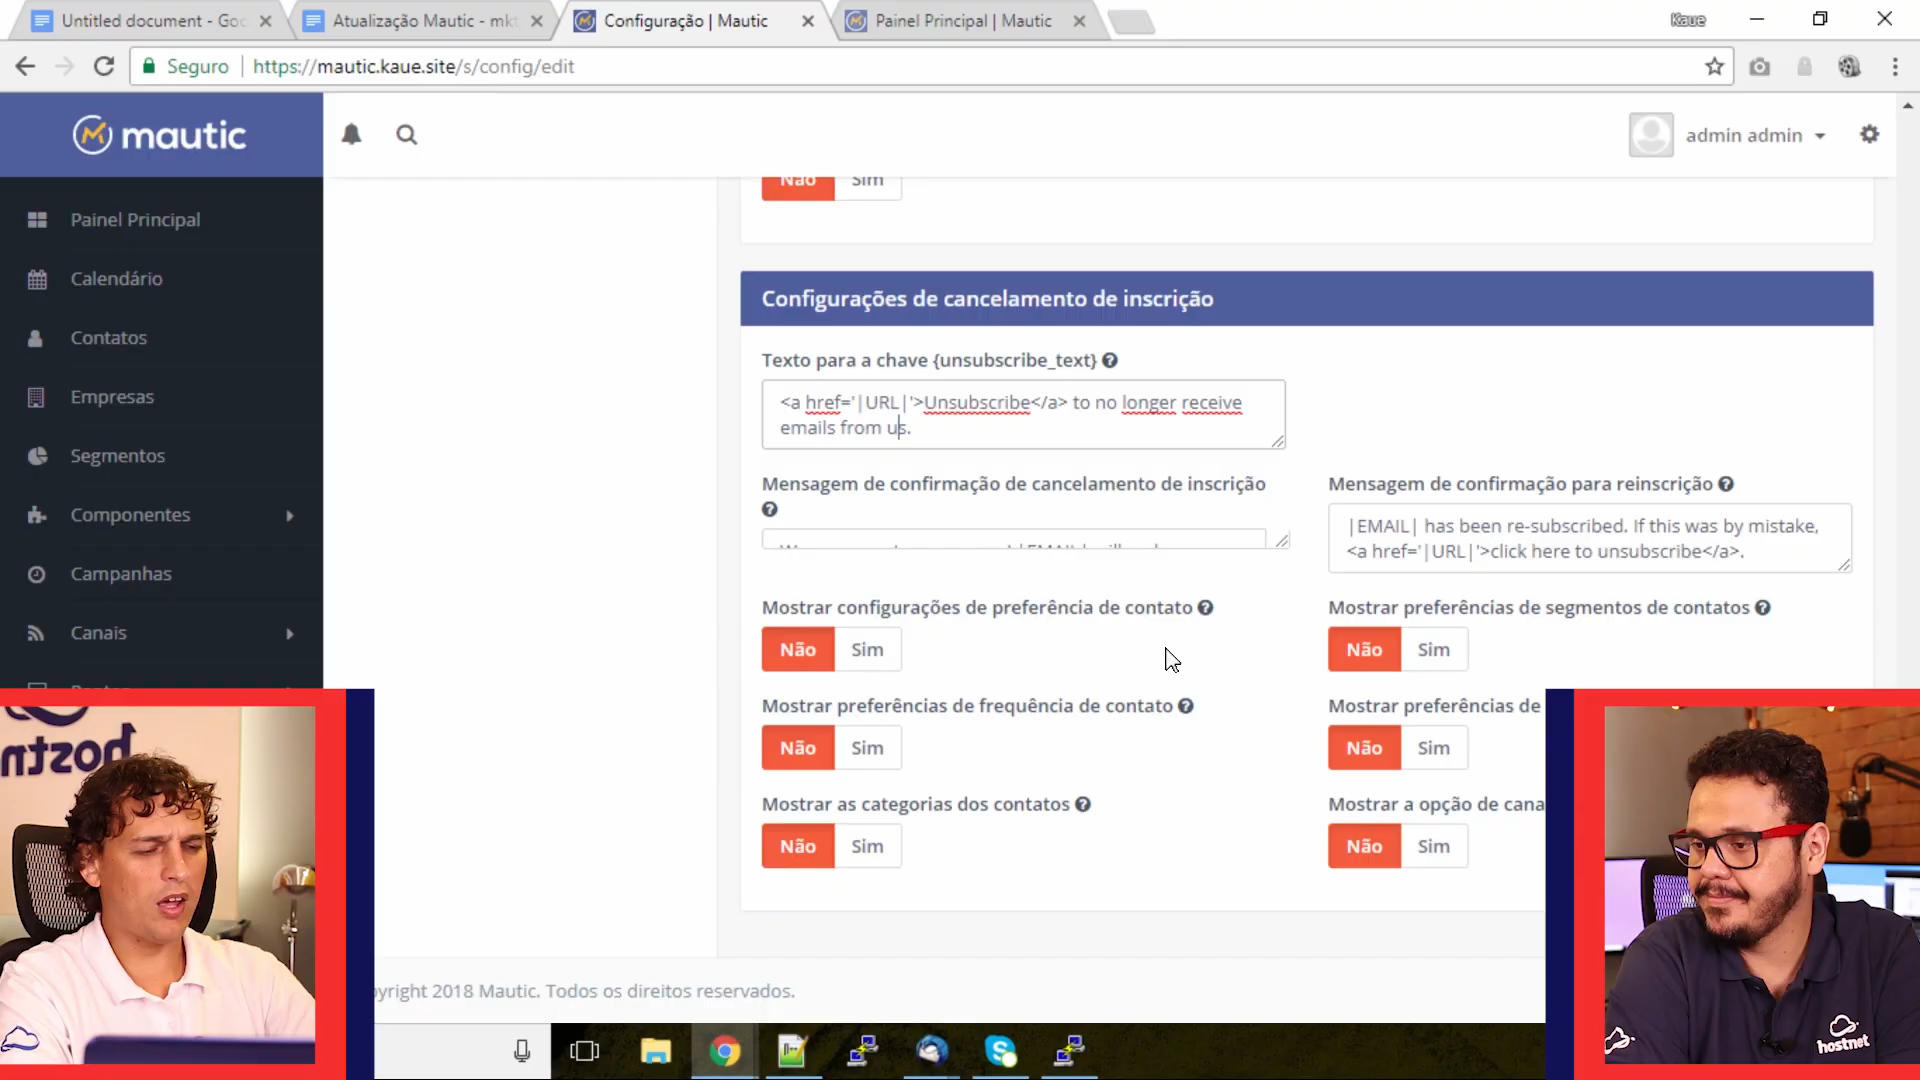 Untitled document - Goo
Atualização Mautic - mkt
Configuração | Mautic
Painel Principal | Mautic
Kaue
Seguro
https://mautic.kaue.site/s/config/edit
mautic
admin admin
Painel Principal
Calendário
Contatos
Empresas
Segmentos
Componentes
Campanhas
Canais
Não Sim
Configurações de cancelamento de inscrição
Texto para a chave {unsubscribe_text}
<a href='|URL|'>Unsubscribe</a> to no longer receive
emails from us.
Mensagem de confirmação de cancelamento de inscrição
Mensagem de confirmação para reinscrição
|EMAIL| has been re-subscribed. If this was by mistake,
<a href='|URL|'>click here to unsubscribe</a>.
Mostrar configurações de preferência de contato
Não Sim
Mostrar preferências de segmentos de contatos
Não Sim
Mostrar preferências de frequência de contato
Não Sim
Mostrar preferências de
Não Sim
Mostrar as categorias dos contatos
Não Sim
Mostrar a opção de cana
Não Sim
pyright 2018 Mautic. Todos os direitos reservados.
hostn
hostnet